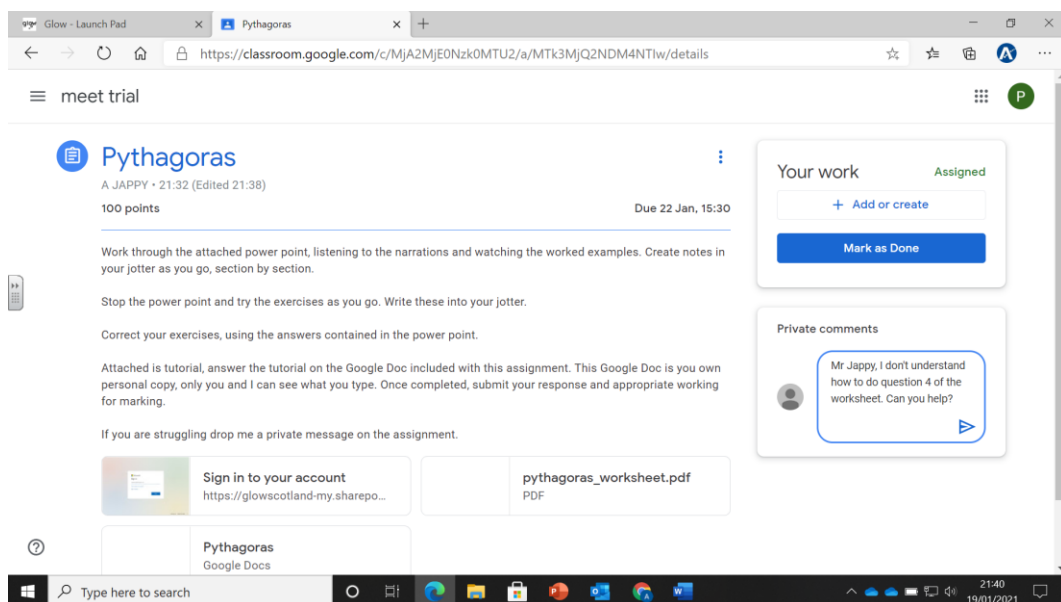 Glow - Launch Pad
Pythagoras
https://classroom.google.com/c/MjA2MjE0Nzk0MTU2/a/MTk3MjQ2NDM4NTIw/details
meet trial
P
Pythagoras
A JAPPY • 21:32 (Edited 21:38)
100 points
Due 22 Jan, 15:30
Work through the attached power point, listening to the narrations and watching the worked examples. Create notes in
your jotter as you go, section by section.
Stop the power point and try the exercises as you go. Write these into your jotter.
Correct your exercises, using the answers contained in the power point.
Attached is tutorial, answer the tutorial on the Google Doc included with this assignment. This Google Doc is you own
personal copy, only you and I can see what you type. Once completed, submit your response and appropriate working
for marking.
If you are struggling drop me a private message on the assignment.
Sign in to your account
https://glowscotland-my.sharepo...
pythagoras_worksheet.pdf
PDF
Pythagoras
Google Docs
Your work
Assigned
+ Add or create
Mark as Done
Private comments
Mr Jappy, I don't understand
how to do question 4 of the
worksheet. Can you help?
Type here to search
21:40
19/01/2021